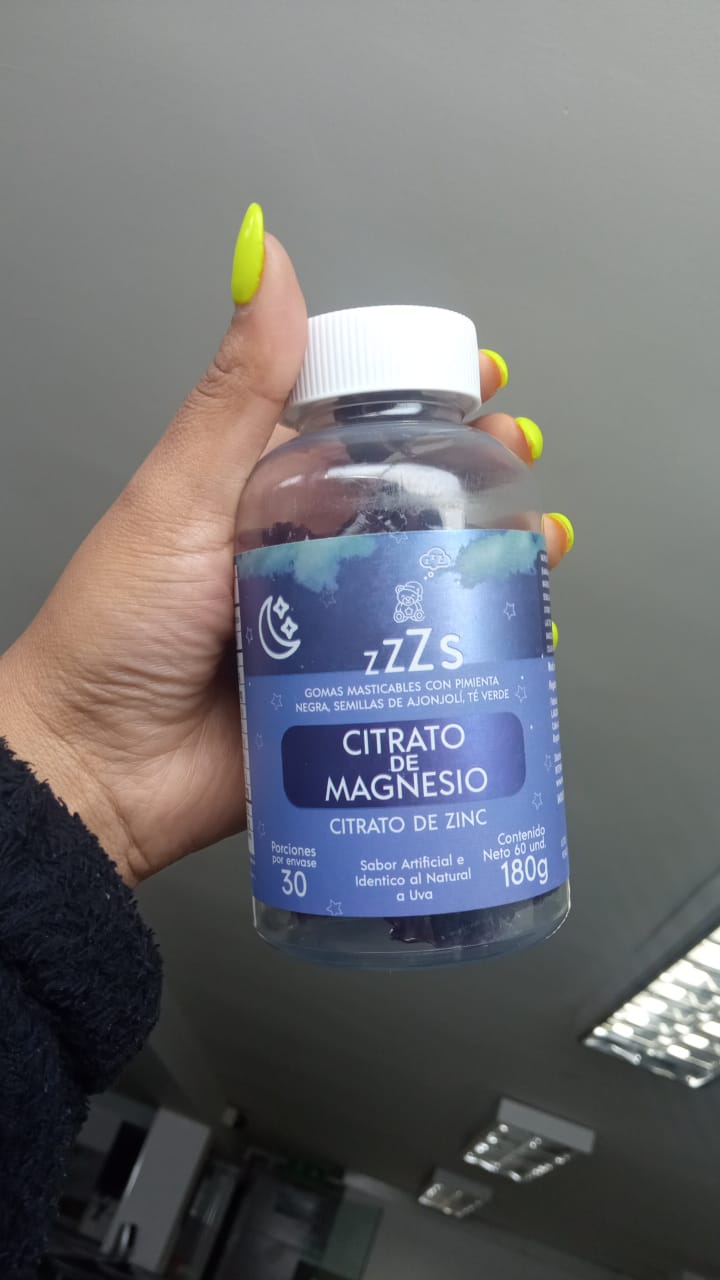 zzZs
GOMAS MASTICABLES CON PIMIENTA
NEGRA, SEMILLAS DE AJONJOLÍ, TÉ VERDE
CITRATO
DE
MAGNESIO
CITRATO DE ZINC
Porciones
por envase
30
Sabor Artificial e
Identico al Natural
a Uva
Contenido
Neto 60 und.
180g